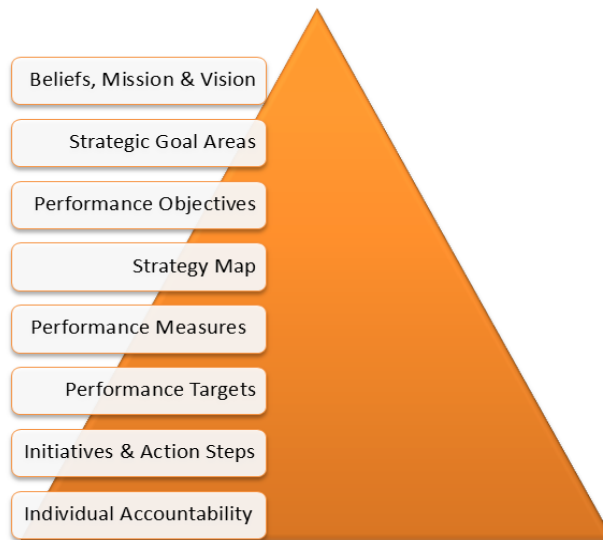 Beliefs, Mission & Vision
Strategic Goal Areas
Performance Objectives
Strategy Map
Performance Measures
Performance Targets
Initiatives & Action Steps
Individual Accountability